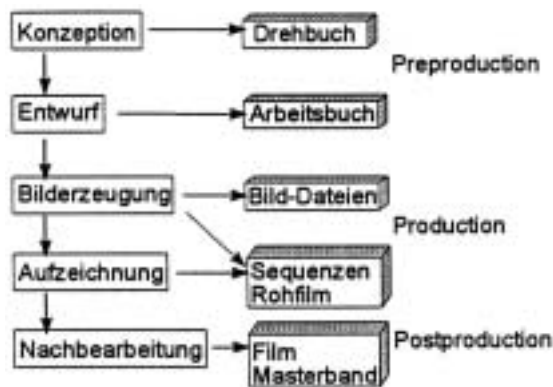 Konzeption
Drehbuch
Preproduction
Entwurf
Arbeitsbuch
Bilderzeugung
Bild-Dateien
Production
Aufzeichnung
Sequenzen
Rohfilm
Nachbearbeitung
Film
Masterband
Postproduction